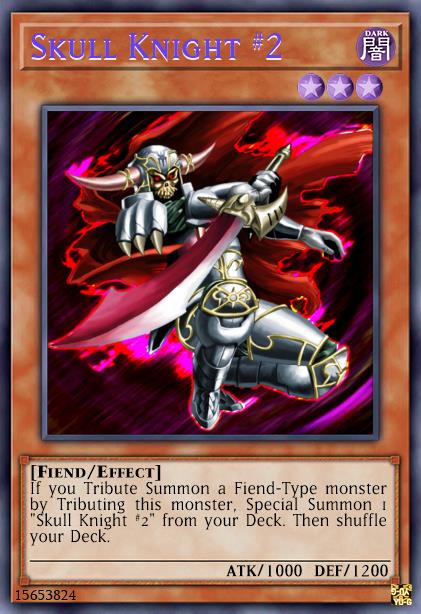 Skull Knight #2
DARK
闇
[Fiend/Effect]
If you Tribute Summon a Fiend-Type monster
by Tributing this monster, Special Summon 1
"Skull Knight #2" from your Deck. Then shuffle
your Deck.
ATK/1000 DEF/1200
15653824